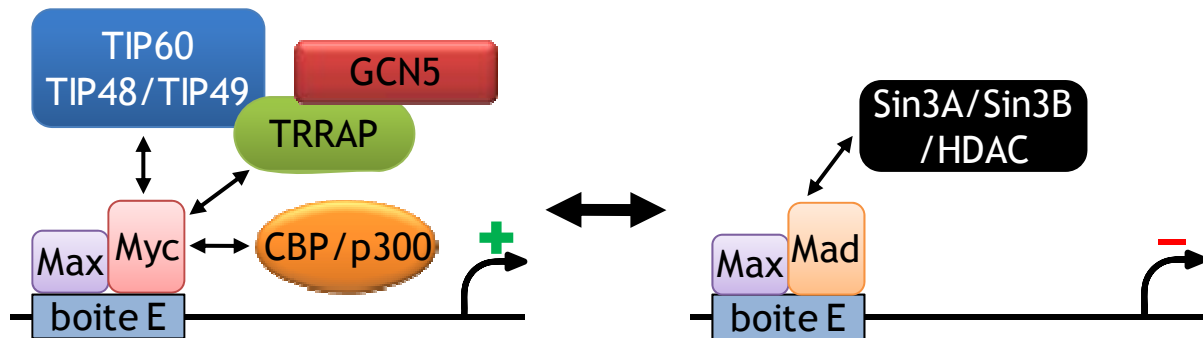 TIP60
TIP48/TIP49
GCN5
TRRAP
Max
Myc
CBP/p300
+
boite E
Sin3A/Sin3B
/HDAC
Max
Mad
–
boite E